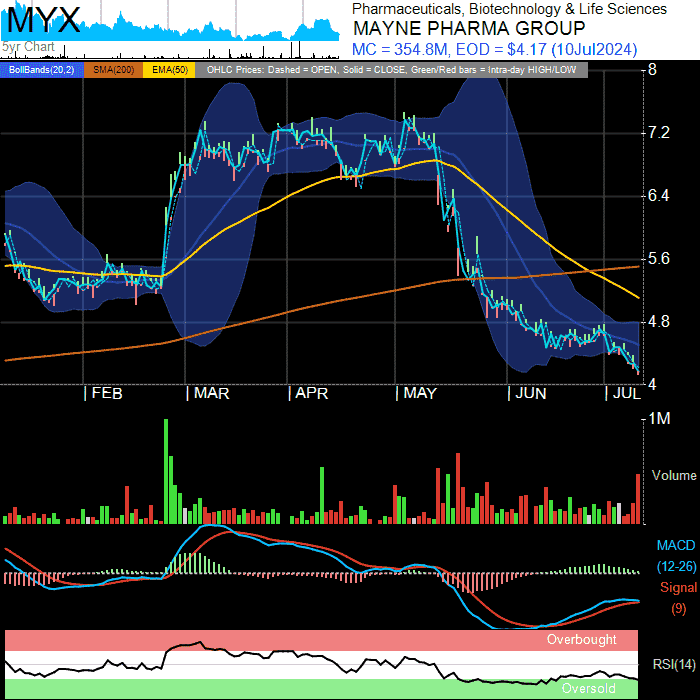 MYX
5yr Chart
Pharmaceuticals, Biotechnology & Life Sciences
MAYNE PHARMA GROUP
MC = 354.8M, EOD = $4.17 (10Jul2024)
BollBands(20,2) SMA(200) EMA(50) OHLC Prices: Dashed = OPEN, Solid = CLOSE, Green/Red bars = Intra-day HIGH/LOW
8
7.2
6.4
5.6
4.8
4
FEB MAR APR MAY JUN JUL
1M
Volume
MACD
(12-26)
Signal
(9)
Overbought
RSI(14)
Oversold